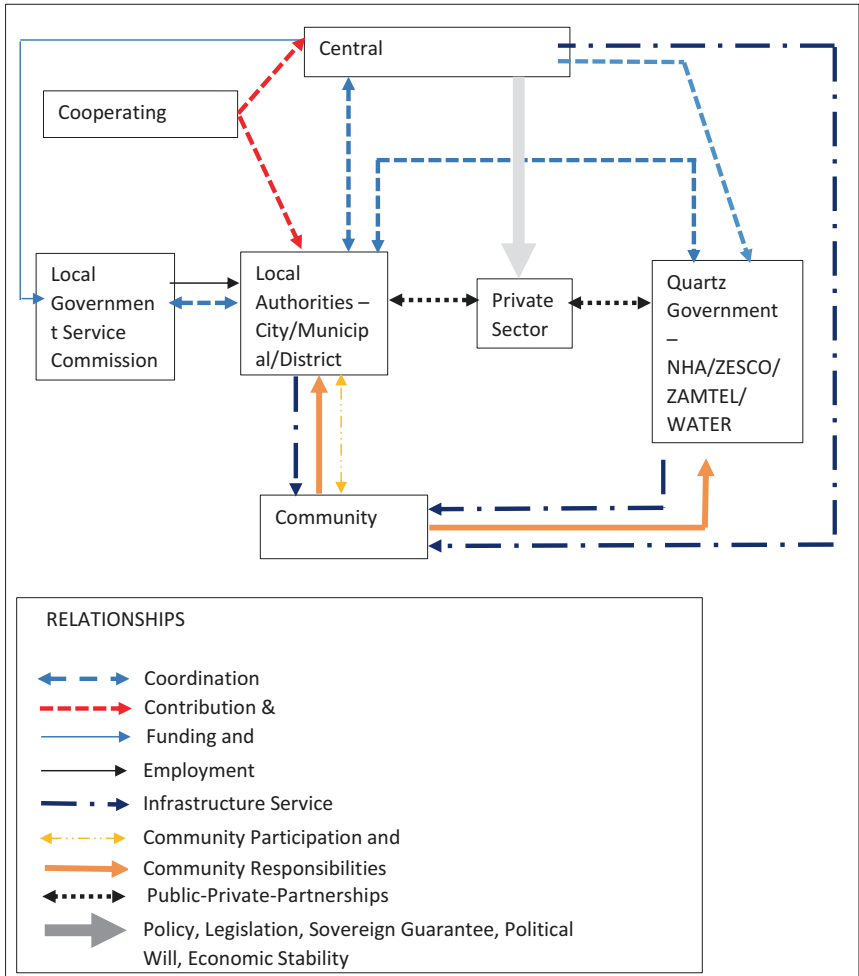 Central
Cooperating
Local
Governmen
t Service
Commission
Local
Authorities –
City/Municip
al/District
Private
Sector
Quartz
Government
–
NHA/ZESCO/
ZAMTEL/
WATER
Community
RELATIONSHIPS
Coordination
Contribution &
Funding and
Employment
Infrastructure Service
Community Participation and
Community Responsibilities
Public-Private-Partnerships
Policy, Legislation, Sovereign Guarantee, Political
Will, Economic Stability